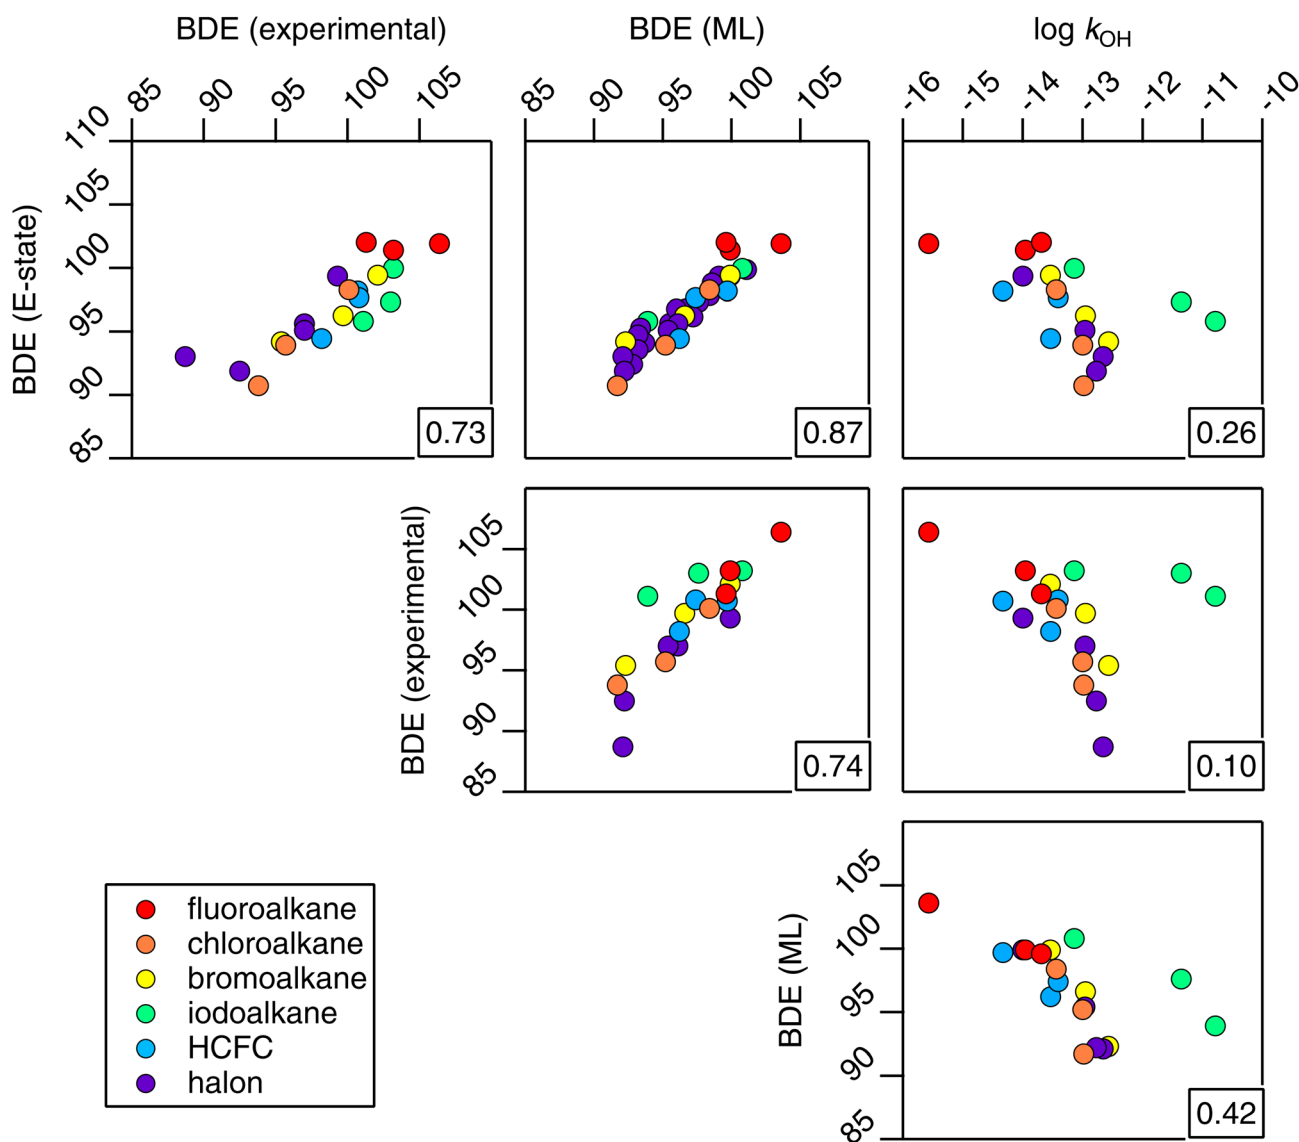 BDE (experimental) BDE (ML) log kOH
85 90 95 100 105 85 90 95 100 105 -16 -15 -14 -13 -12 -11 -10
BDE (E-state)
110
105
100
95
90
85
0.73 0.87 0.26
BDE (experimental)
105
100
95
90
85
0.74 0.10
BDE (ML)
105
100
95
90
85
0.42
fluoroalkane
chloroalkane
bromoalkane
iodoalkane
HCFC
halon